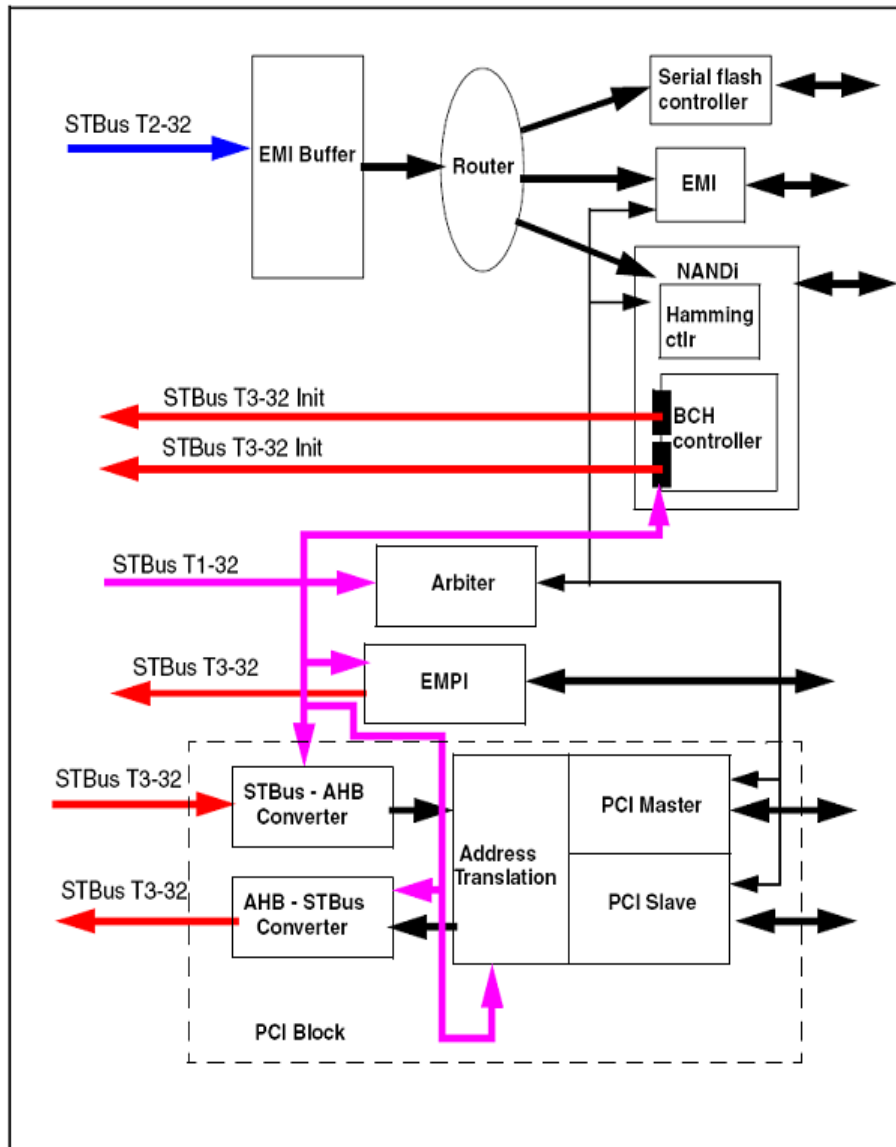 Serial flash
controller
STBus T2-32
EMI Buffer
Router
EMI
NANDi
Hamming
ctlr
STBus T3-32 Init
BCH
controller
STBus T3-32 Init
STBus T1-32
Arbiter
STBus T3-32
EMPI
STBus T3-32
STBus - AHB
Converter
PCI Master
Address
Translation
STBus T3-32
AHB - STBus
Converter
PCI Slave
PCI Block